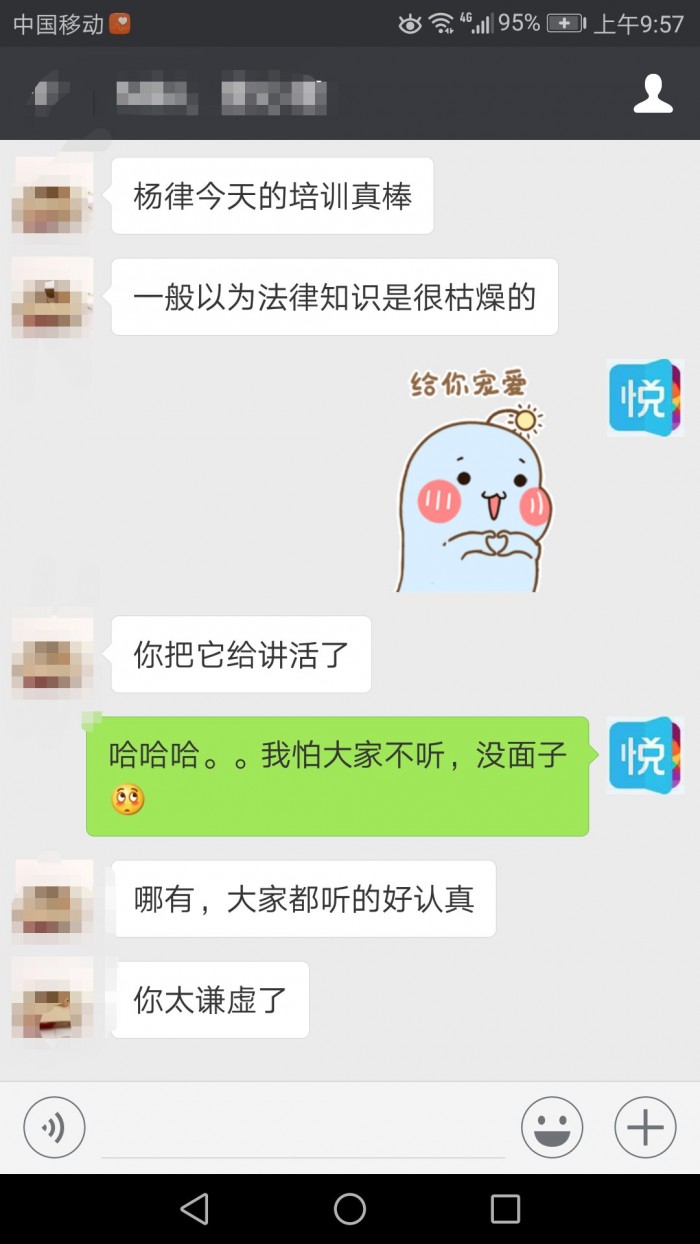 中国移动 4G 95% 上午9:57
杨律今天的培训真棒
一般以为法律知识是很枯燥的
给你宠爱
悦
你把它给讲活了
哈哈哈。。我怕大家不听，没面子
悦
哪有，大家都听的好认真
你太谦虚了